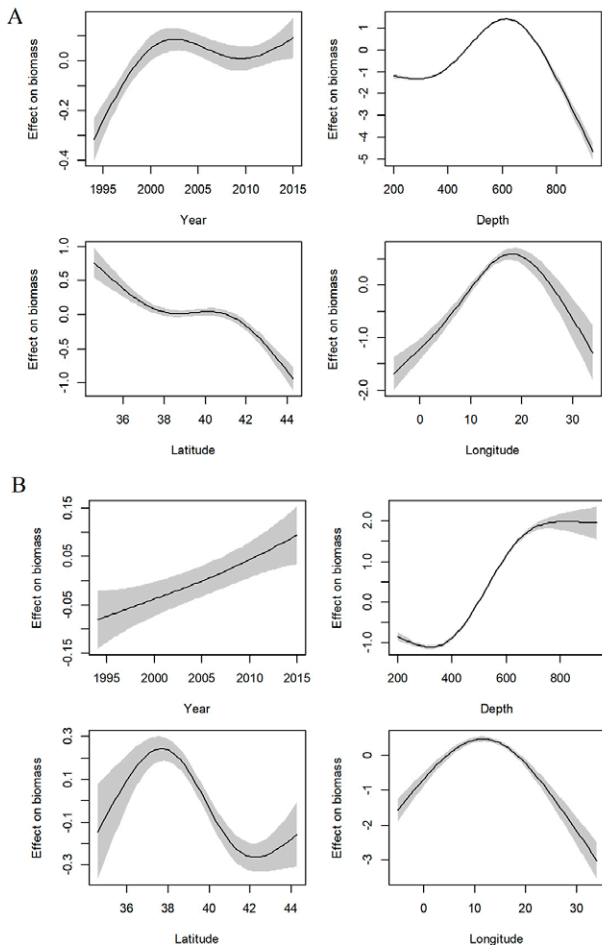 A
Effect on biomass
-0.4 -0.2 0.0
1995 2000 2005 2010 2015
Year
Effect on biomass
-5 -4 -2 -1 0 1
200 400 600 800
Depth
Effect on biomass
-1.0 -0.5 0.0 0.5 1.0
36 38 40 42 44
Latitude
Effect on biomass
-2.0 -1.0 0.0
0 10 20 30
Longitude
B
Effect on biomass
-0.15 -0.05 0.05 0.15
1995 2000 2005 2010 2015
Year
Effect on biomass
-1.0 0.0 1.0 2.0
200 400 600 800
Depth
Effect on biomass
-0.3 -0.1 0.1 0.3
36 38 40 42 44
Latitude
Effect on biomass
-3 -2 -1 0
0 10 20 30
Longitude